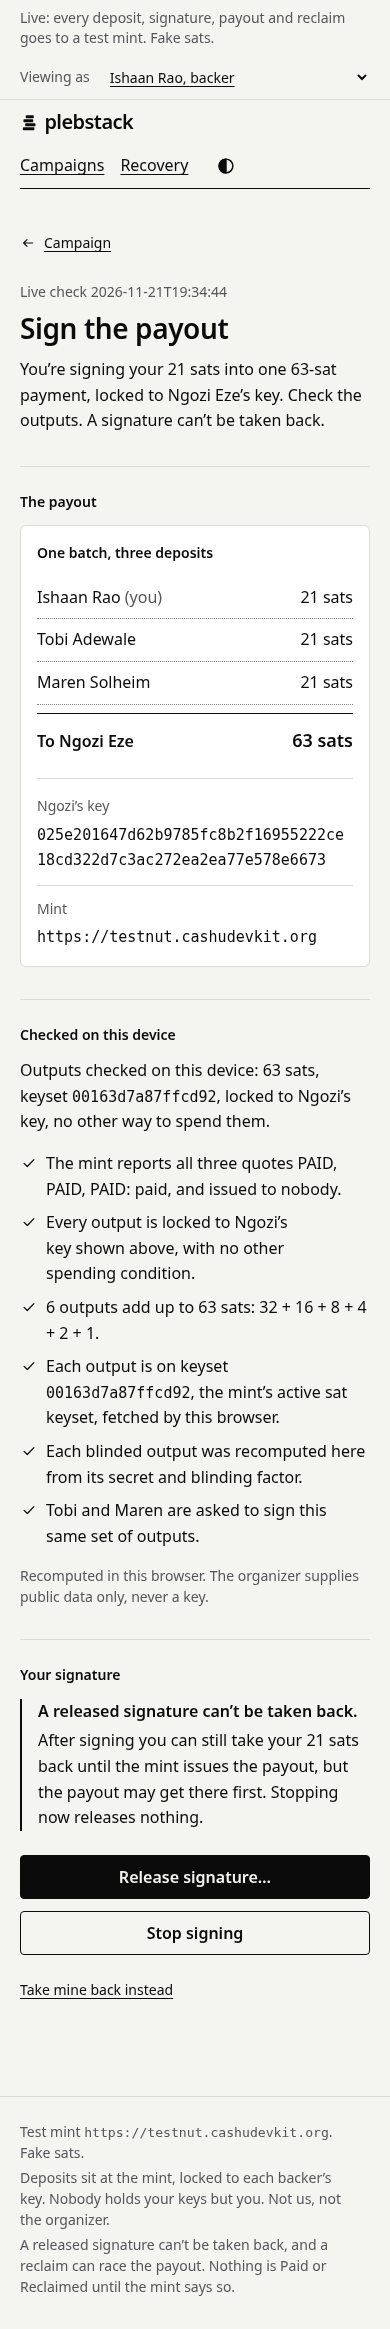 Live: every deposit, signature, payout and reclaim
goes to a test mint. Fake sats.
Viewing as Ishaan Rao, backer
plebstack
Campaigns Recovery
← Campaign
Live check 2026-11-21T19:34:44
Sign the payout
You’re signing your 21 sats into one 63-sat
payment, locked to Ngozi Eze’s key. Check the
outputs. A signature can’t be taken back.
The payout
One batch, three deposits
Ishaan Rao (you) 21 sats
Tobi Adewale 21 sats
Maren Solheim 21 sats
To Ngozi Eze 63 sats
Ngozi’s key
025e201647d62b9785fc8b2f16955222ce
18cd322d7c3ac272ea2ea77e578e6673
Mint
https://testnut.cashudevkit.org
Checked on this device
Outputs checked on this device: 63 sats,
keyset 00163d7a87ffcd92, locked to Ngozi’s
key, no other way to spend them.
✓ The mint reports all three quotes PAID,
PAID, PAID: paid, and issued to nobody.
✓ Every output is locked to Ngozi’s
key shown above, with no other
spending condition.
✓ 6 outputs add up to 63 sats: 32 + 16 + 8 + 4
+ 2 + 1.
✓ Each output is on keyset
00163d7a87ffcd92, the mint’s active sat
keyset, fetched by this browser.
✓ Each blinded output was recomputed here
from its secret and blinding factor.
✓ Tobi and Maren are asked to sign this
same set of outputs.
Recomputed in this browser. The organizer supplies
public data only, never a key.
Your signature
A released signature can’t be taken back.
After signing you can still take your 21 sats
back until the mint issues the payout, but
the payout may get there first. Stopping
now releases nothing.
Release signature…
Stop signing
Take mine back instead
Test mint https://testnut.cashudevkit.org.
Fake sats.
Deposits sit at the mint, locked to each backer’s
key. Nobody holds your keys but you. Not us, not
the organizer.
A released signature can’t be taken back, and a
reclaim can race the payout. Nothing is Paid or
Reclaimed until the mint says so.